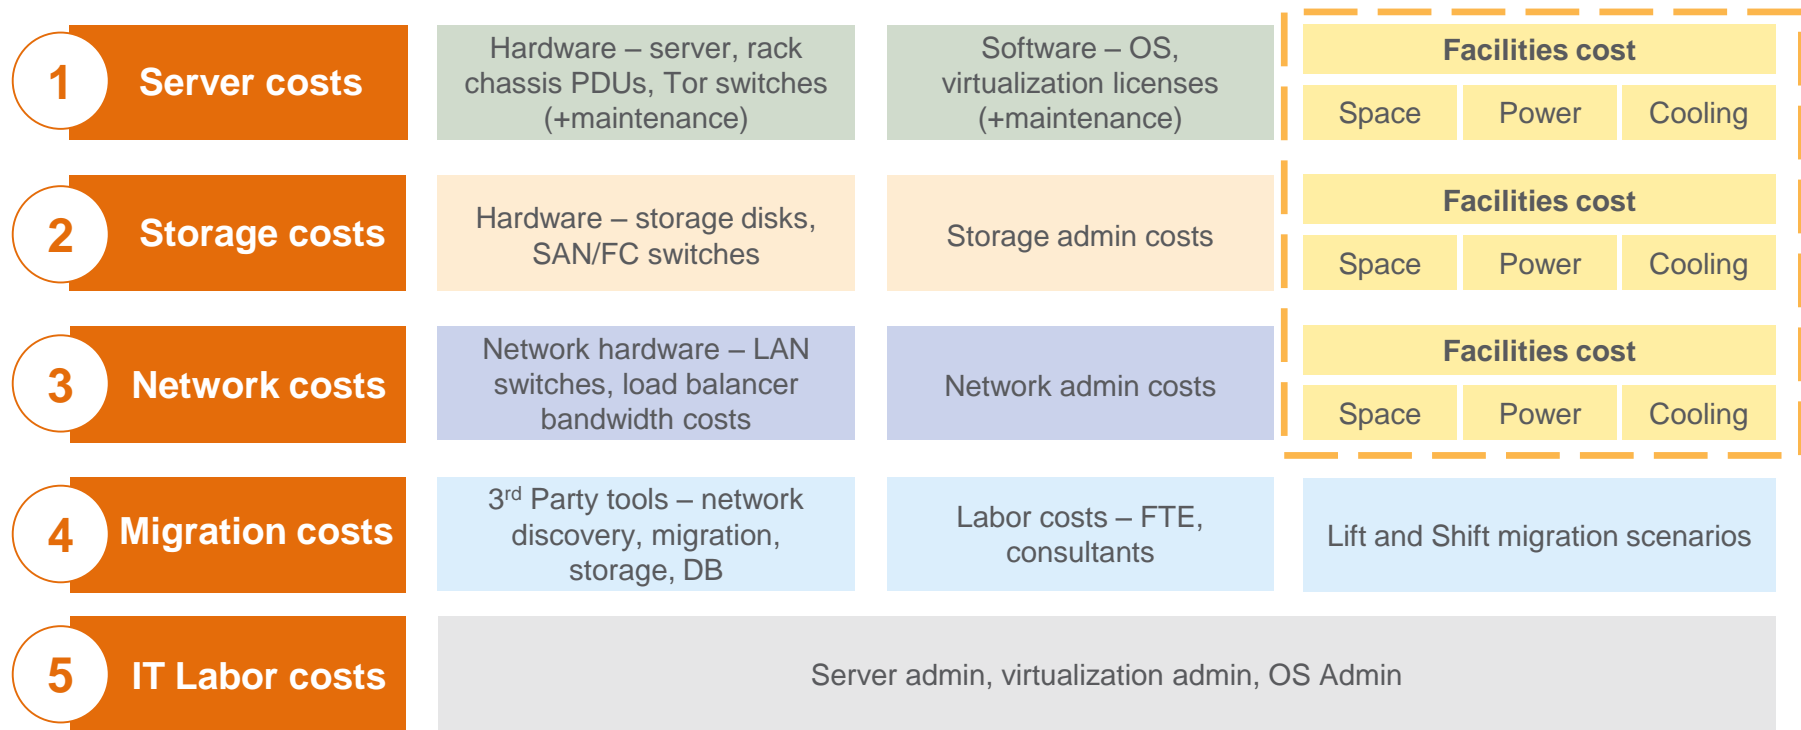 1
Server costs
Hardware – server, rack
chassis PDUs, Tor switches
(+maintenance)
Software – OS,
virtualization licenses
(+maintenance)
Facilities cost
Space
Power
Cooling
2
Storage costs
Hardware – storage disks,
SAN/FC switches
Storage admin costs
Facilities cost
Space
Power
Cooling
3
Network costs
Network hardware – LAN
switches, load balancer
bandwidth costs
Network admin costs
Facilities cost
Space
Power
Cooling
4
Migration costs
3rd Party tools – network
discovery, migration,
storage, DB
Labor costs – FTE,
consultants
Lift and Shift migration scenarios
5
IT Labor costs
Server admin, virtualization admin, OS Admin